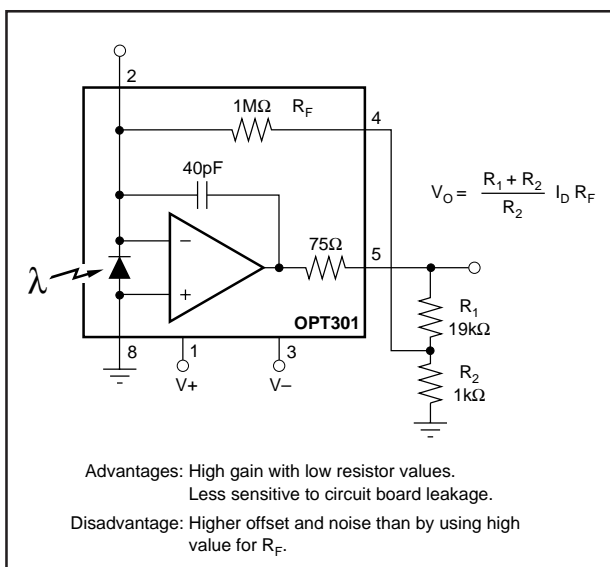 2
1MΩ R_F
4
40pF
V_O = (R_1 + R_2) / R_2 I_D R_F
75Ω
5
λ
−
+
R_1
19kΩ
OPT301
8
1
3
V+
V−
R_2
1kΩ
Advantages: High gain with low resistor values.
Less sensitive to circuit board leakage.
Disadvantage: Higher offset and noise than by using high
value for R_F.